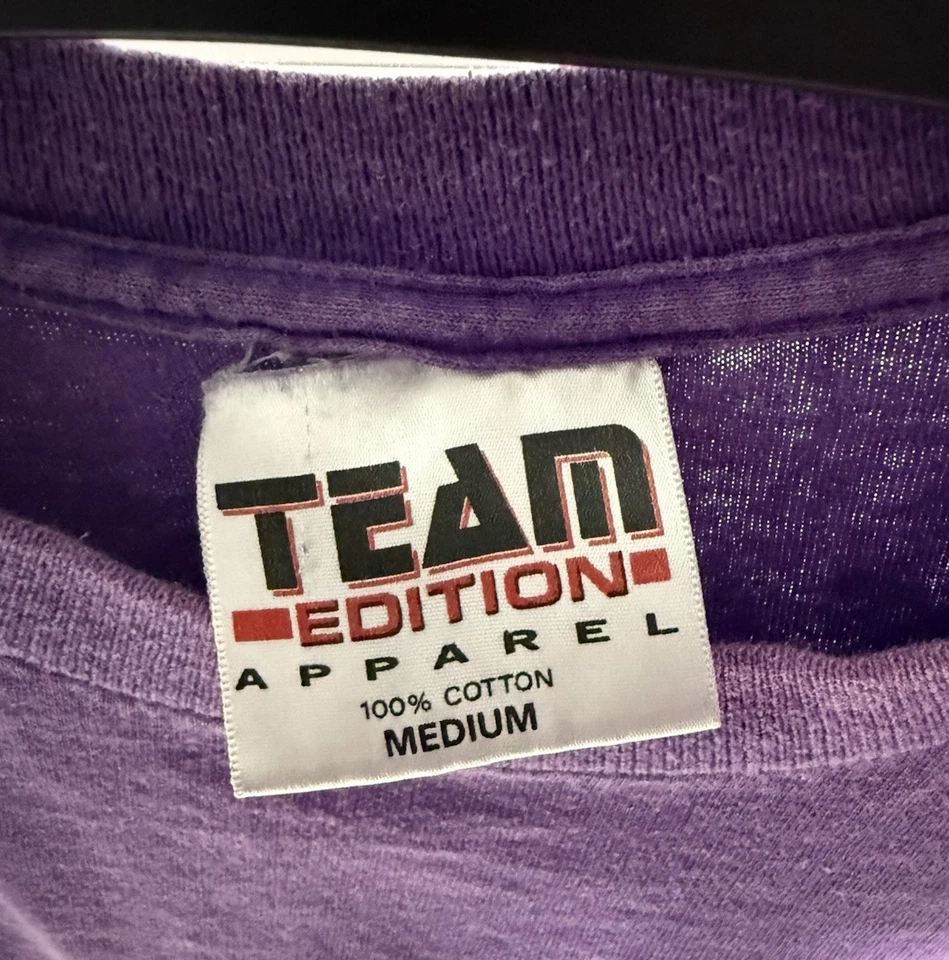 TEAM
EDITION
APPAREL
100% COTTON
MEDIUM